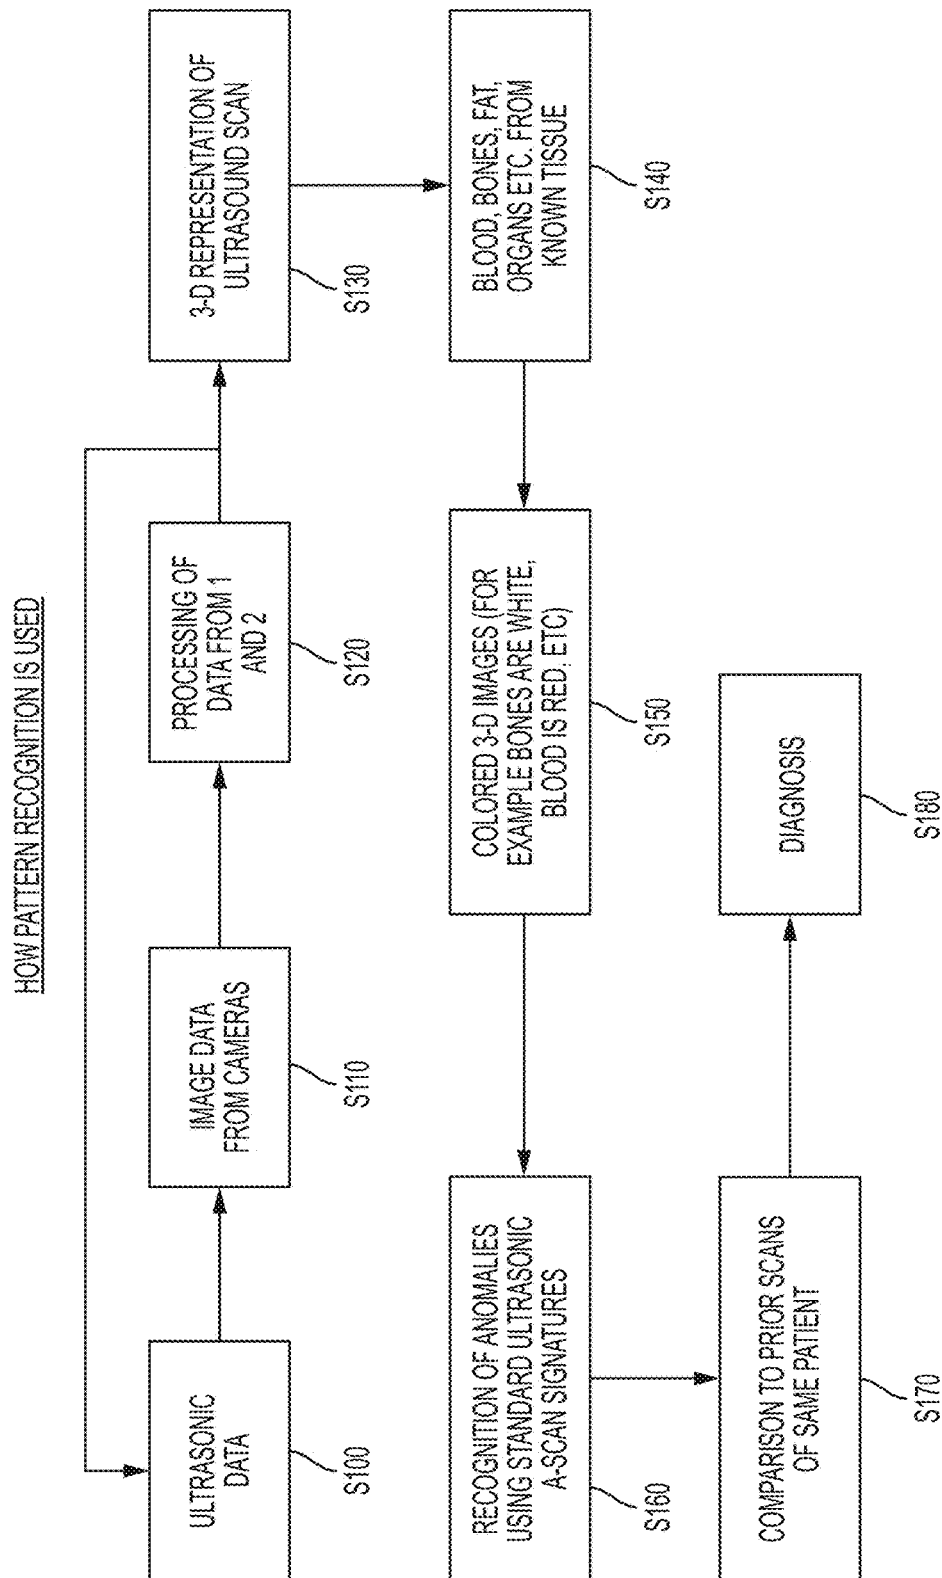 HOW PATTERN RECOGNITION IS USED
ULTRASONIC
DATA
S100
IMAGE DATA
FROM CAMERAS
S110
PROCESSING OF
DATA FROM 1
AND 2
S120
3-D REPRESENTATION OF
ULTRASOUND SCAN
S130
BLOOD, BONES, FAT,
ORGANS ETC. FROM
KNOWN TISSUE
S140
COLORED 3-D IMAGES (FOR
EXAMPLE BONES ARE WHITE,
BLOOD IS RED, ETC)
S150
RECOGNITION OF ANOMALIES
USING STANDARD ULTRASONIC
A-SCAN SIGNATURES
S160
COMPARISON TO PRIOR SCANS
OF SAME PATIENT
S170
DIAGNOSIS
S180